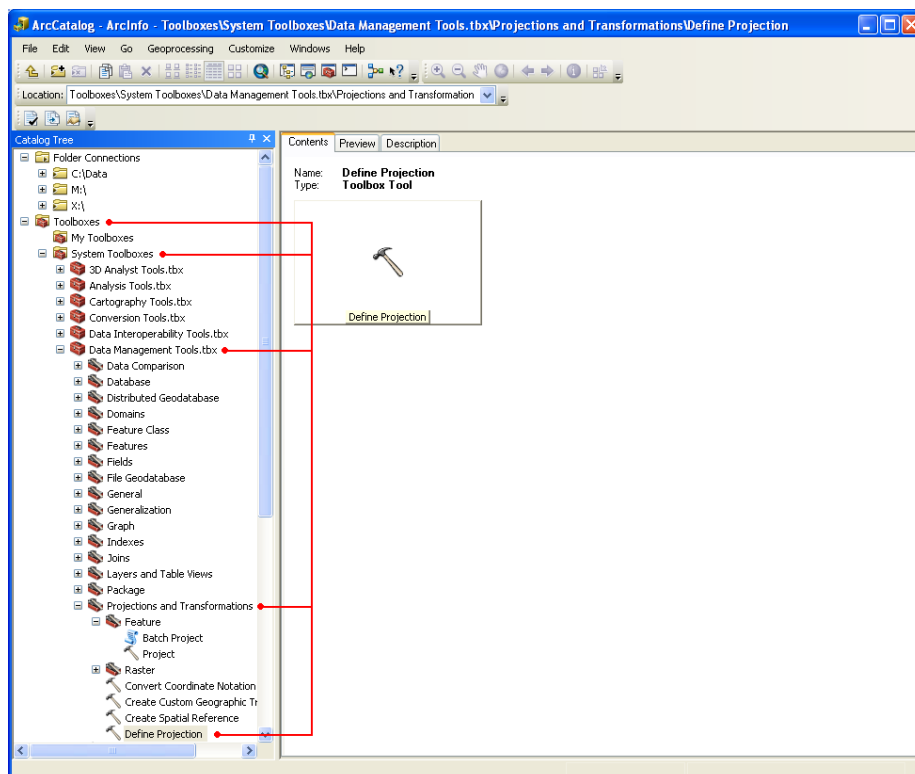 ArcCatalog - ArcInfo - Toolboxes\System Toolboxes\Data Management Tools.tbx\Projections and Transformations\Define Projection
File Edit View Go Geoprocessing Customize Windows Help
Location: Toolboxes\System Toolboxes\Data Management Tools.tbx\Projections and Transformation
Catalog Tree
Folder Connections
C:\Data
M:\
X:\
Toolboxes
My Toolboxes
System Toolboxes
3D Analyst Tools.tbx
Analysis Tools.tbx
Cartography Tools.tbx
Conversion Tools.tbx
Data Interoperability Tools.tbx
Data Management Tools.tbx
Data Comparison
Database
Distributed Geodatabase
Domains
Feature Class
Features
Fields
File Geodatabase
General
Generalization
Graph
Indexes
Joins
Layers and Table Views
Package
Projections and Transformations
Feature
Batch Project
Project
Raster
Convert Coordinate Notation
Create Custom Geographic Tr
Create Spatial Reference
Define Projection
Contents Preview Description
Name: Define Projection
Type: Toolbox Tool
Define Projection